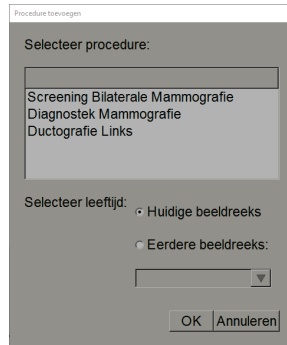 Procedure toevoegen
Selecteer procedure:
Screening Bilaterale Mammografie
Diagnostek Mammografie
Ductografie Links
Selecteer leeftijd:
Huidige beeldreeks
Eerdere beeldreeks:
OK Annuleren